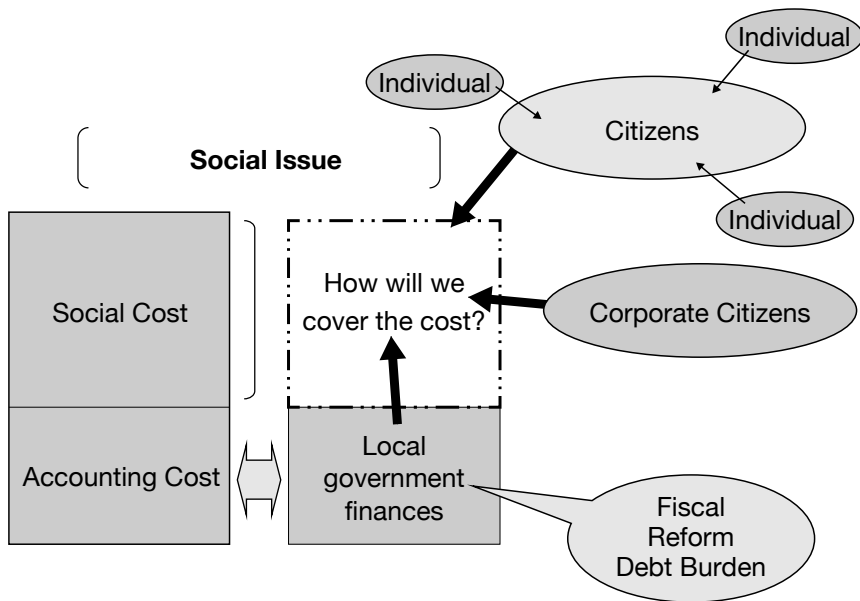 Individual
Individual
Citizens
Social Issue
Individual
How will we
cover the cost?
Social Cost
Corporate Citizens
Local
government
finances
Accounting Cost
Fiscal
Reform
Debt Burden